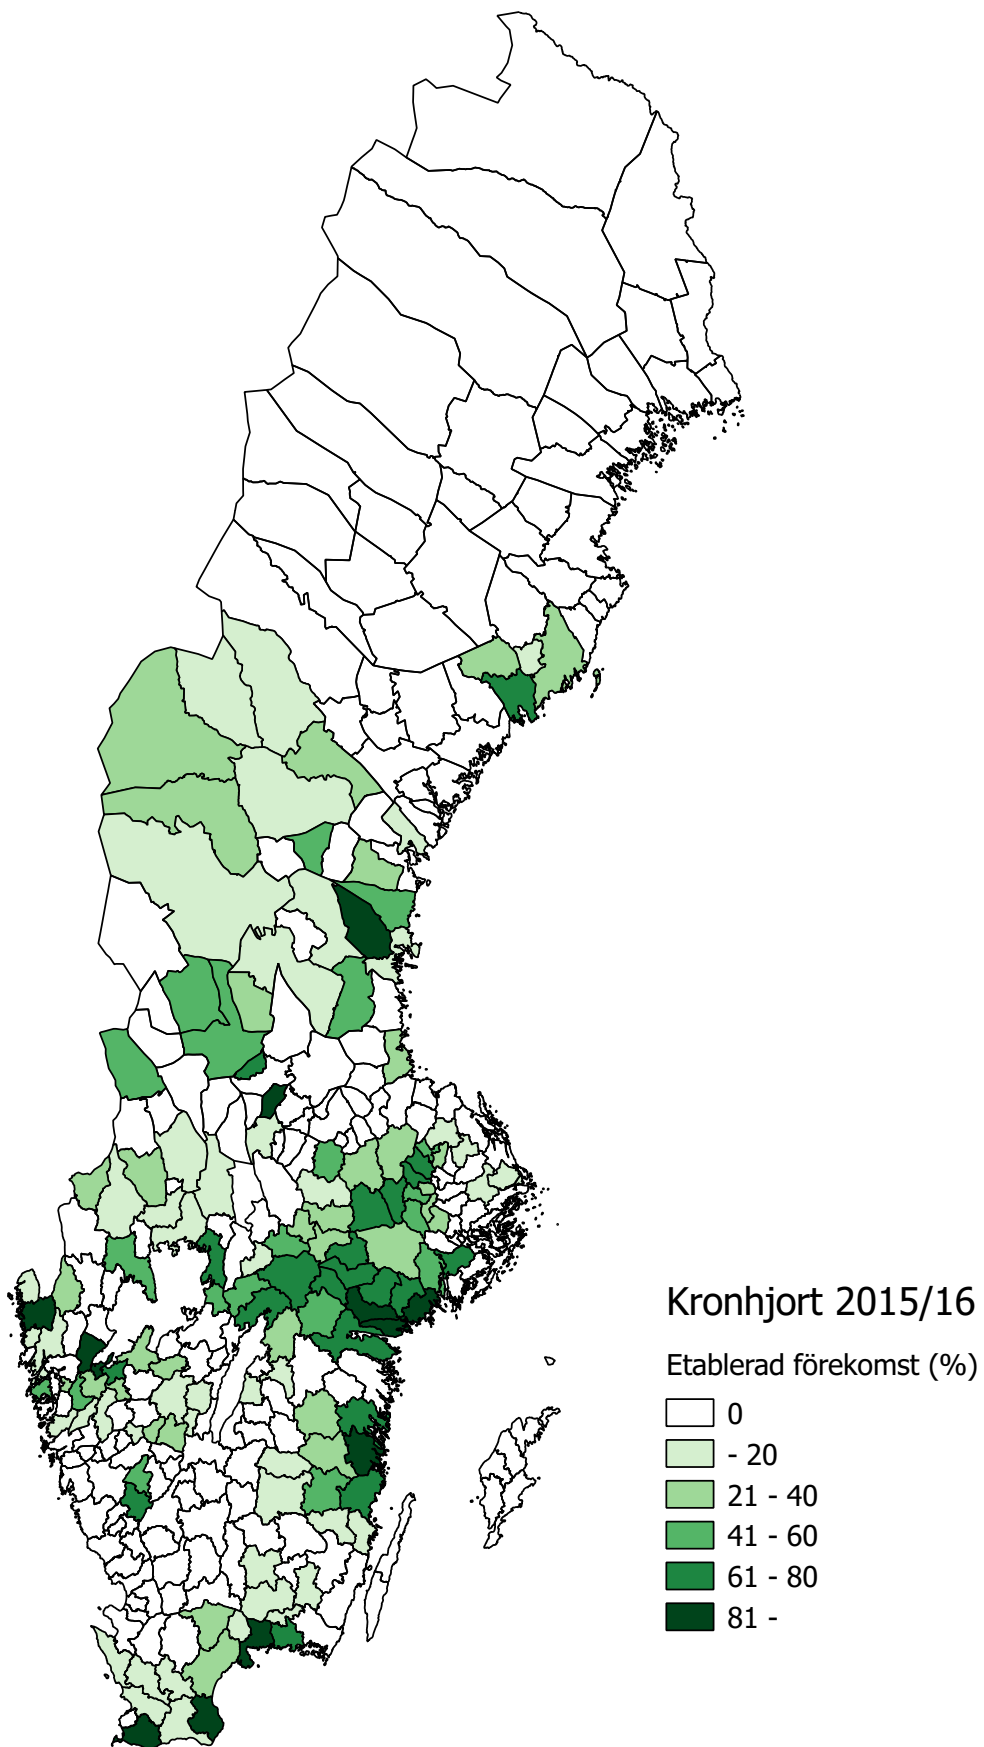 Kronhjort 2015/16
Etablerad förekomst (%)
0
- 20
21 - 40
41 - 60
61 - 80
81 -